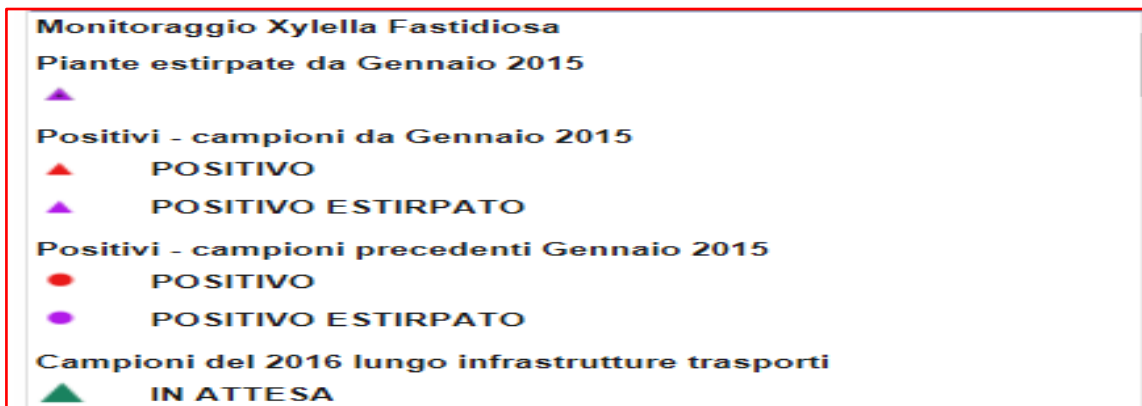 Monitoraggio Xylella Fastidiosa
Piante estirpate da Gennaio 2015
Positivi - campioni da Gennaio 2015
POSITIVO
POSITIVO ESTIRPATO
Positivi - campioni precedenti Gennaio 2015
POSITIVO
POSITIVO ESTIRPATO
Campioni del 2016 lungo infrastrutture trasporti
IN ATTESA